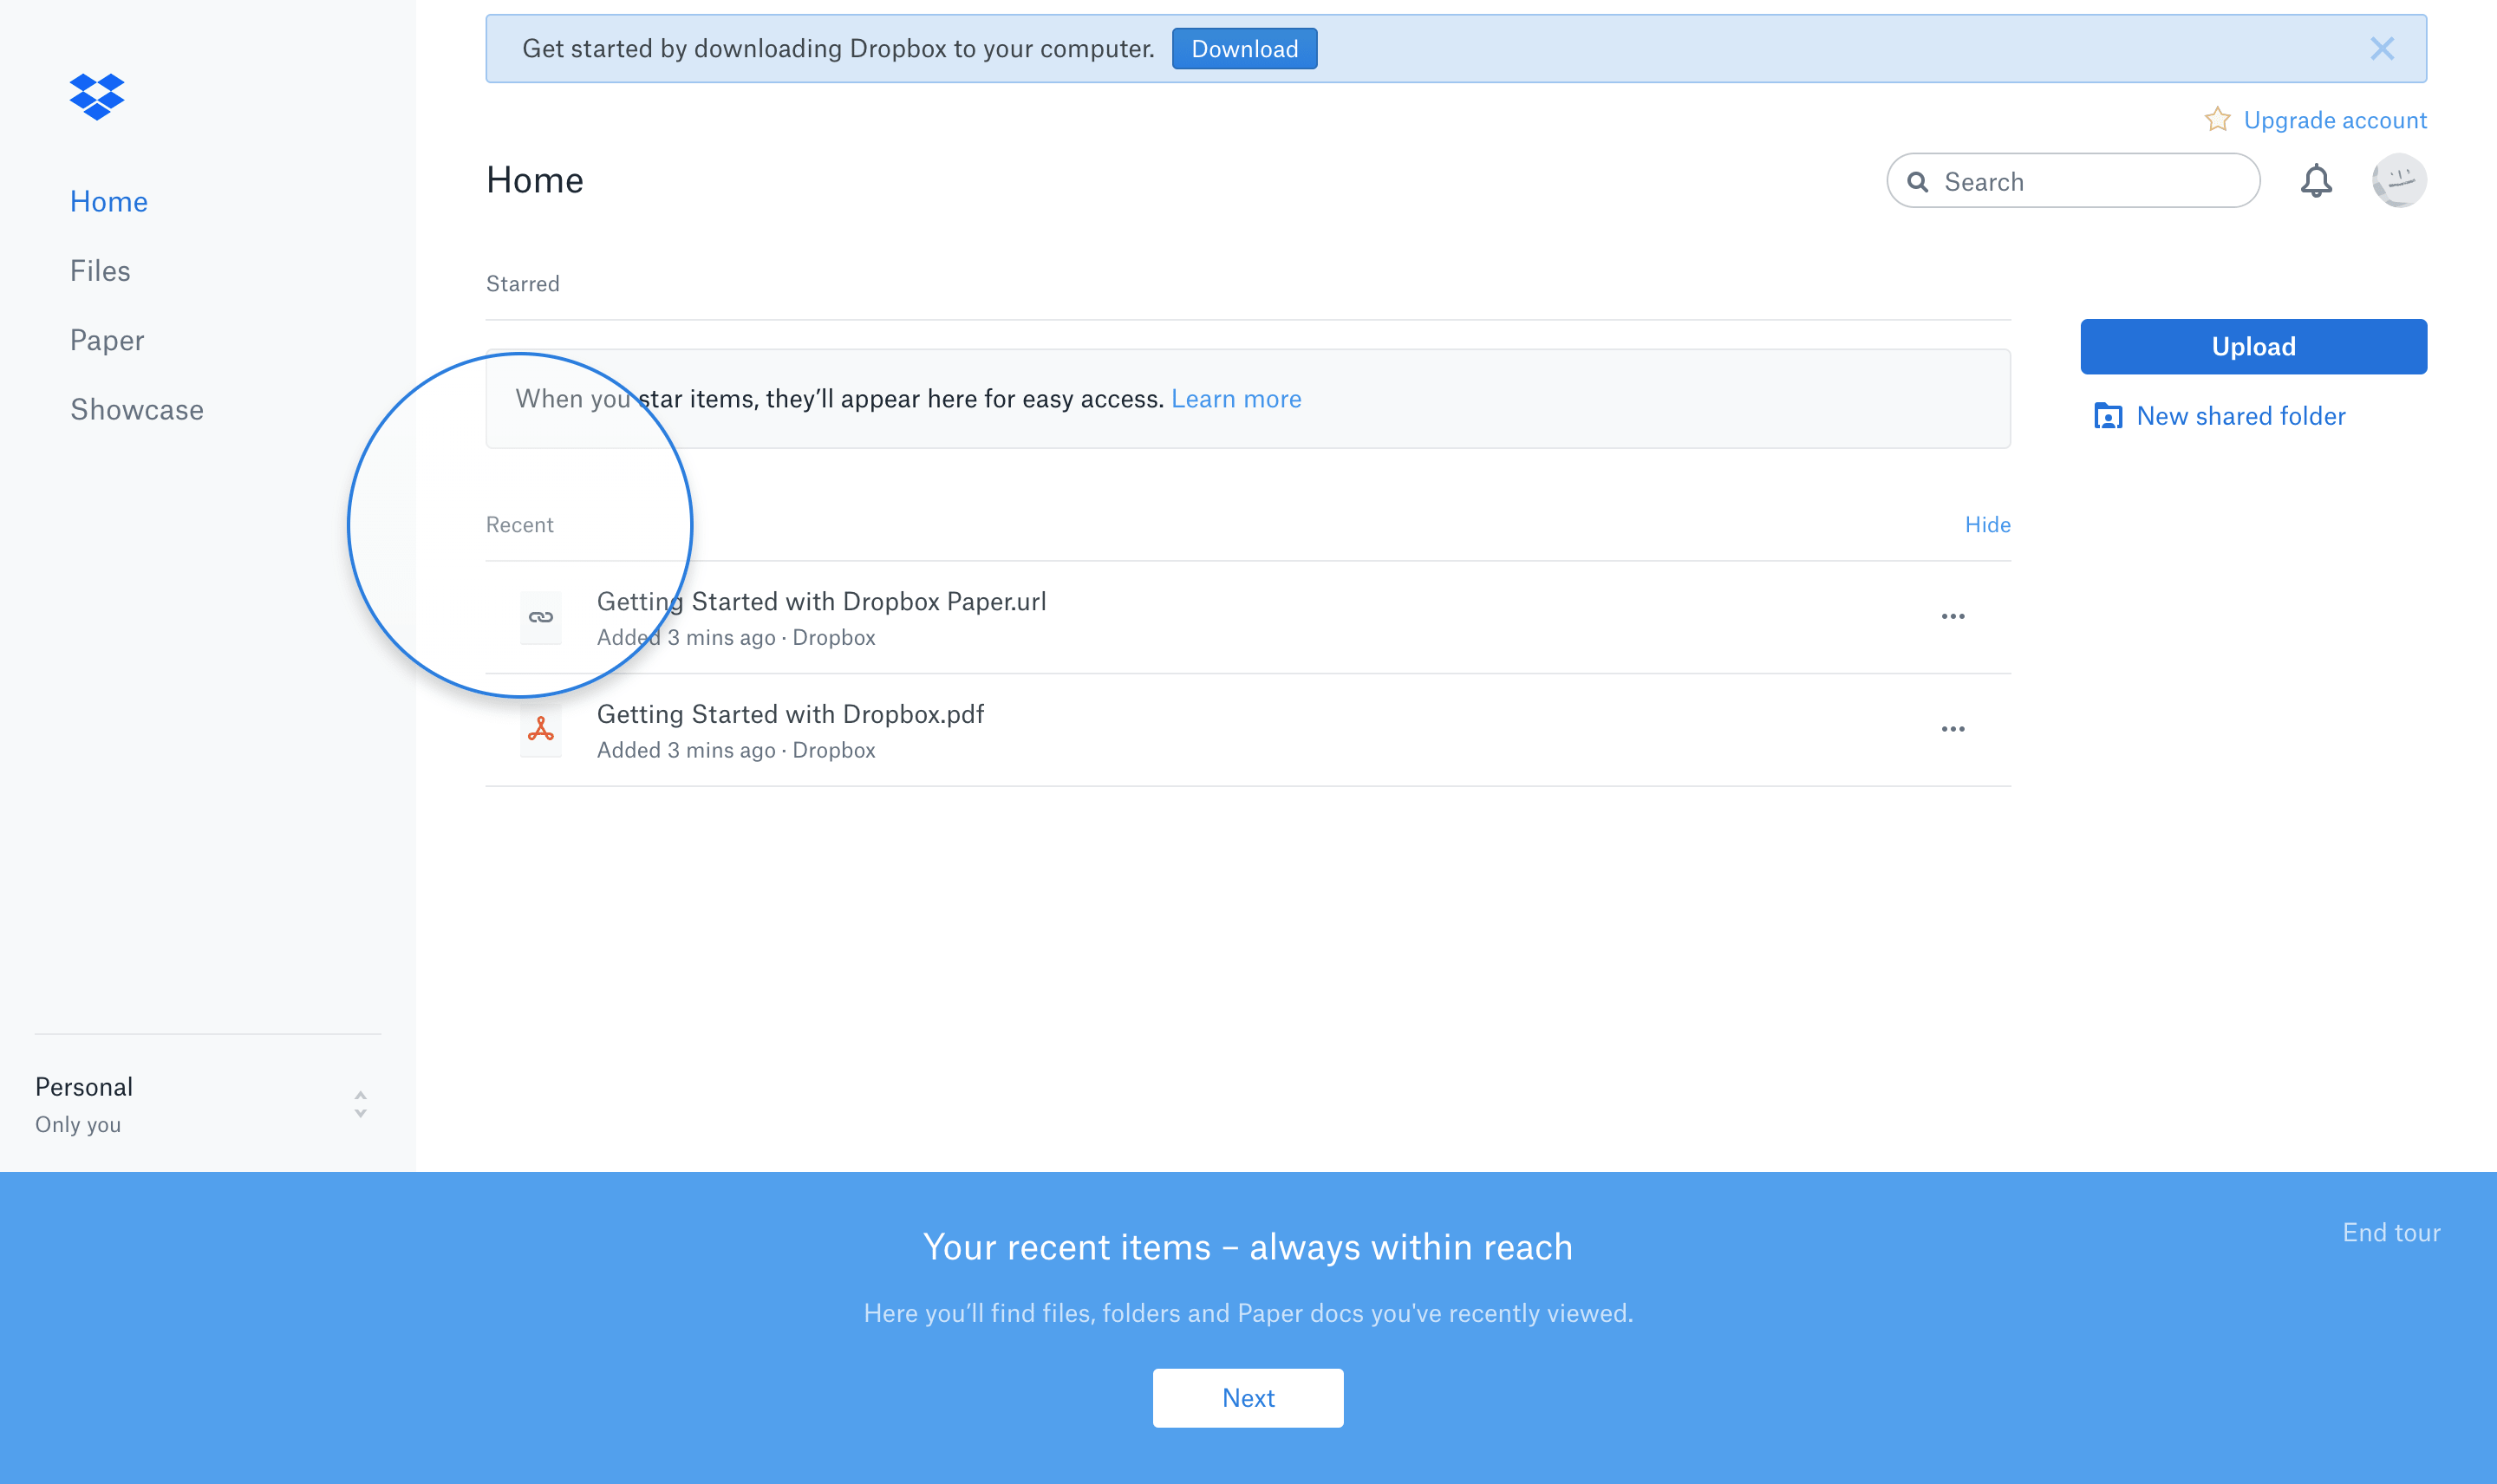 Get started by downloading Dropbox to your computer. Download
Upgrade account
Home
Search
Home
Files
Paper
Showcase
Starred
When you star items, they’ll appear here for easy access. Learn more
Upload
New shared folder
Recent
Hide
Getting Started with Dropbox Paper.url
Added 3 mins ago · Dropbox
Getting Started with Dropbox.pdf
Added 3 mins ago · Dropbox
Personal
Only you
Your recent items – always within reach
End tour
Here you’ll find files, folders and Paper docs you've recently viewed.
Next